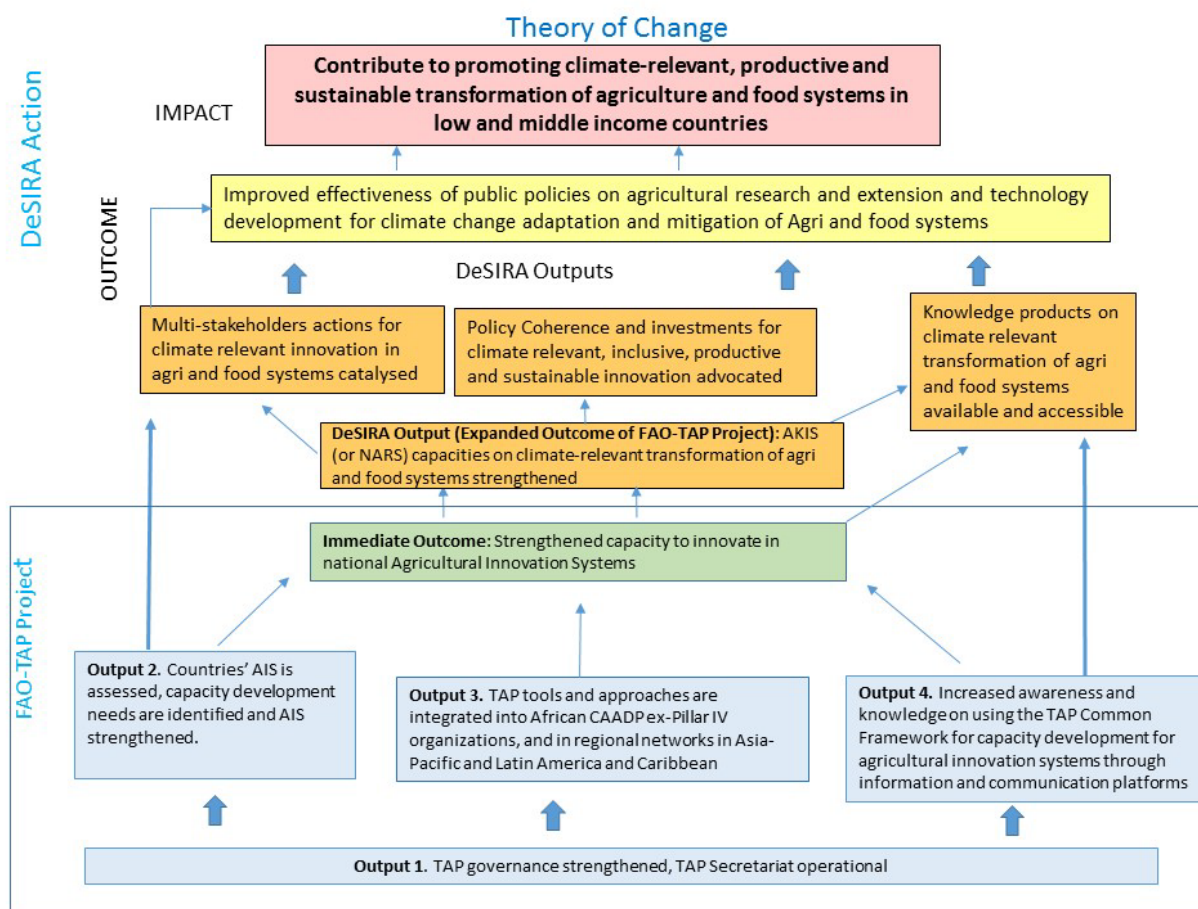 Theory of Change
DeSIRA Action
IMPACT
Contribute to promoting climate-relevant, productive and
sustainable transformation of agriculture and food systems in
low and middle income countries
OUTCOME
Improved effectiveness of public policies on agricultural research and extension and technology
development for climate change adaptation and mitigation of Agri and food systems
DeSIRA Outputs
Multi-stakeholders actions for
climate relevant innovation in
agri and food systems catalysed
Policy Coherence and investments for
climate relevant, inclusive, productive
and sustainable innovation advocated
Knowledge products on
climate relevant
transformation of agri
and food systems
available and accessible
DeSIRA Output (Expanded Outcome of FAO-TAP Project): AKIS
(or NARS) capacities on climate-relevant transformation of agri
and food systems strengthened
FAO-TAP Project
Immediate Outcome: Strengthened capacity to innovate in
national Agricultural Innovation Systems
Output 2. Countries' AIS is
assessed, capacity development
needs are identified and AIS
strengthened.
Output 3. TAP tools and approaches are
integrated into African CAADP ex-Pillar IV
organizations, and in regional networks in Asia-
Pacific and Latin America and Caribbean
Output 4. Increased awareness and
knowledge on using the TAP Common
Framework for capacity development for
agricultural innovation systems through
information and communication platforms
Output 1. TAP governance strengthened, TAP Secretariat operational